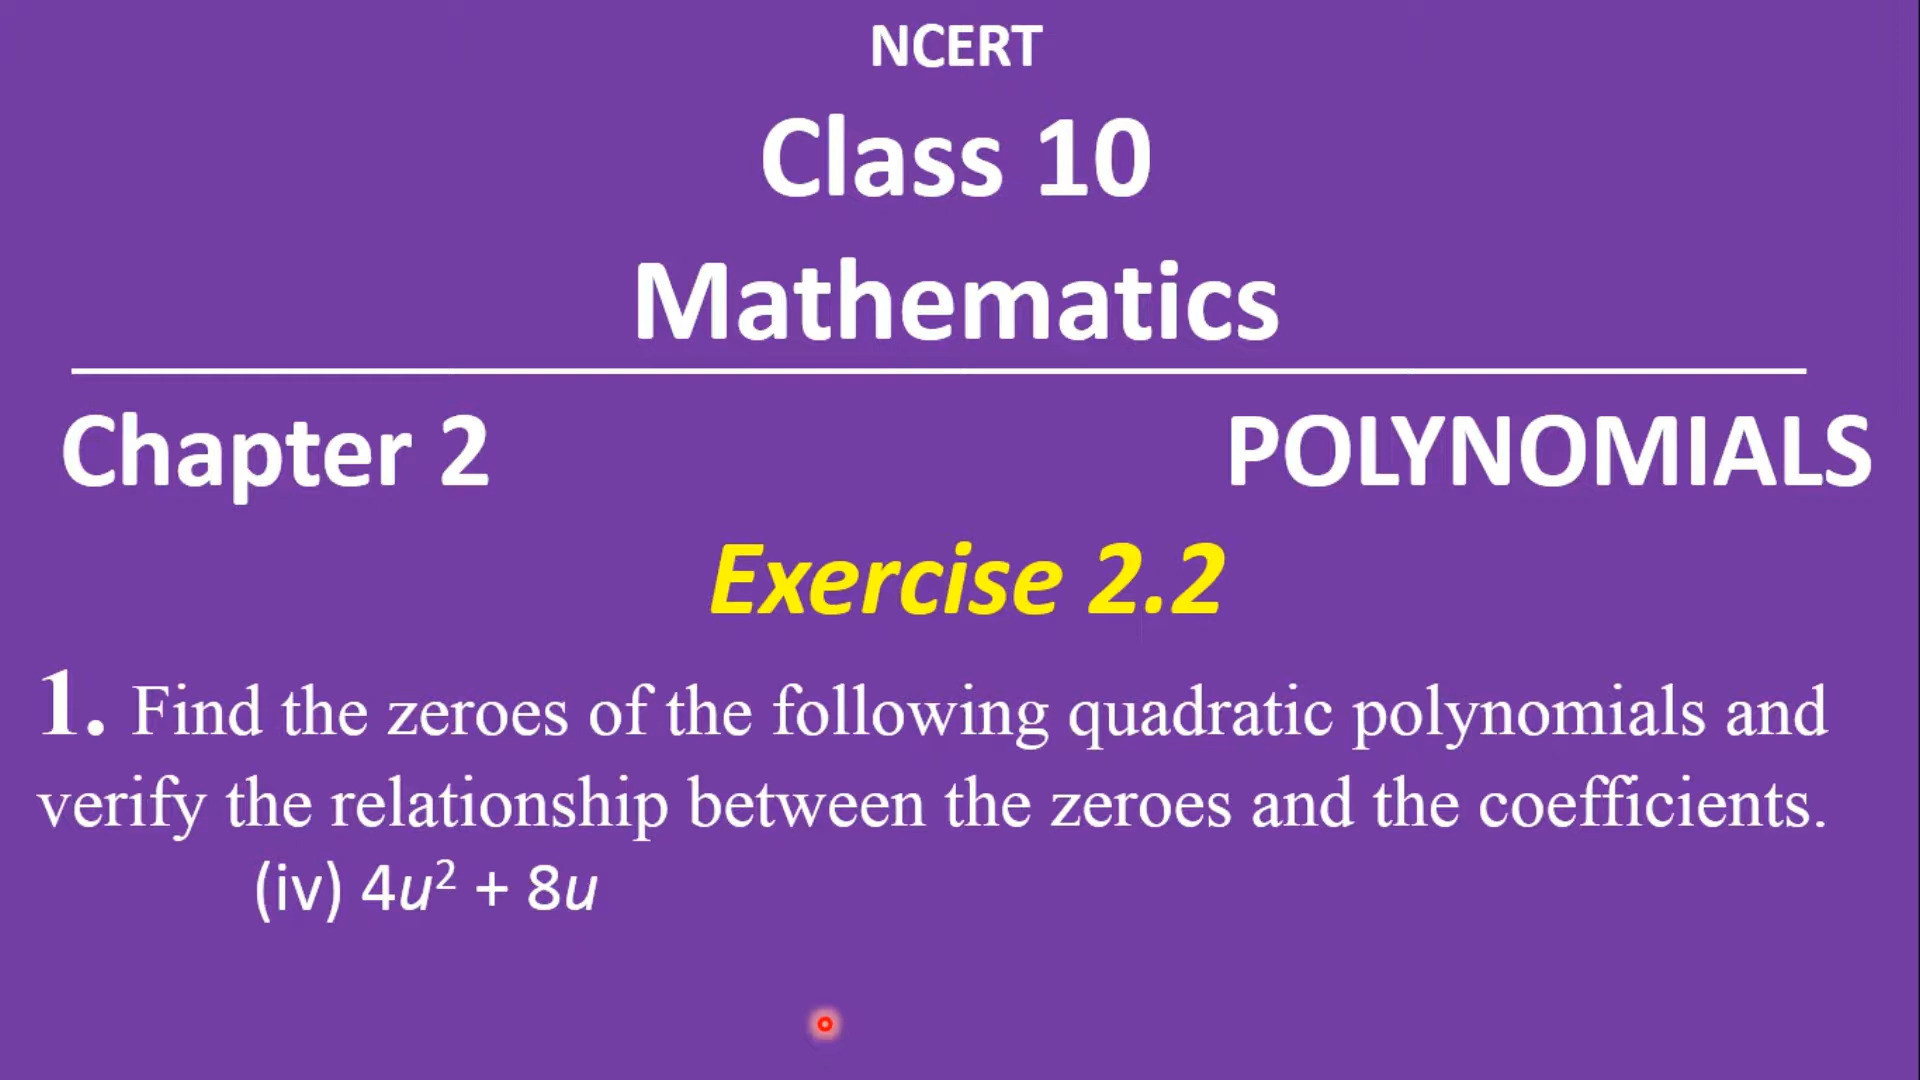 NCERT
Class 10
Mathematics
Chapter 2 POLYNOMIALS
Exercise 2.2
1. Find the zeroes of the following quadratic polynomials and
verify the relationship between the zeroes and the coefficients.
(iv) 4u² + 8u